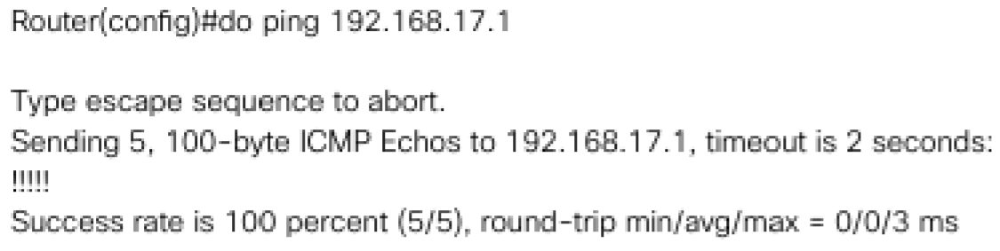 Router(config)#do ping 192.168.17.1
Type escape sequence to abort.
Sending 5, 100-byte ICMP Echos to 192.168.17.1, timeout is 2 seconds:
!!!!!
Success rate is 100 percent (5/5), round-trip min/avg/max = 0/0/3 ms